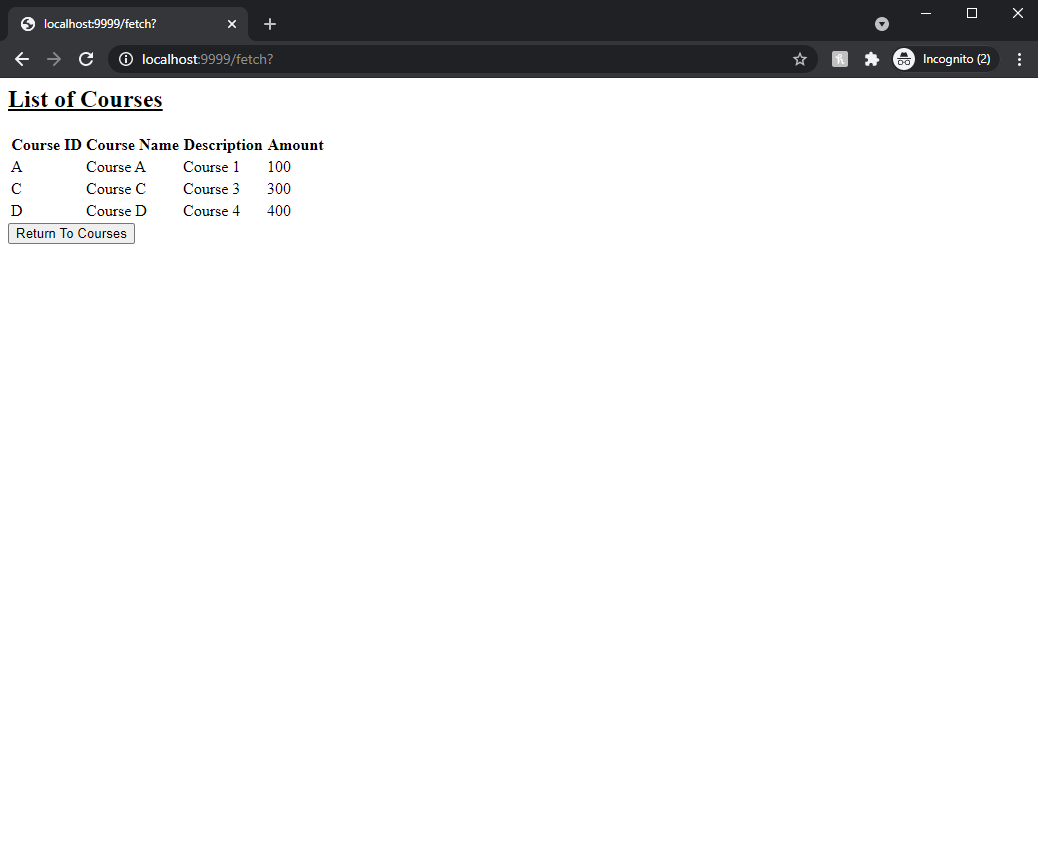 localhost:9999/fetch?
localhost:9999/fetch?
Incognito (2)
List of Courses
Course ID Course Name Description Amount
A Course A Course 1 100
C Course C Course 3 300
D Course D Course 4 400
Return To Courses